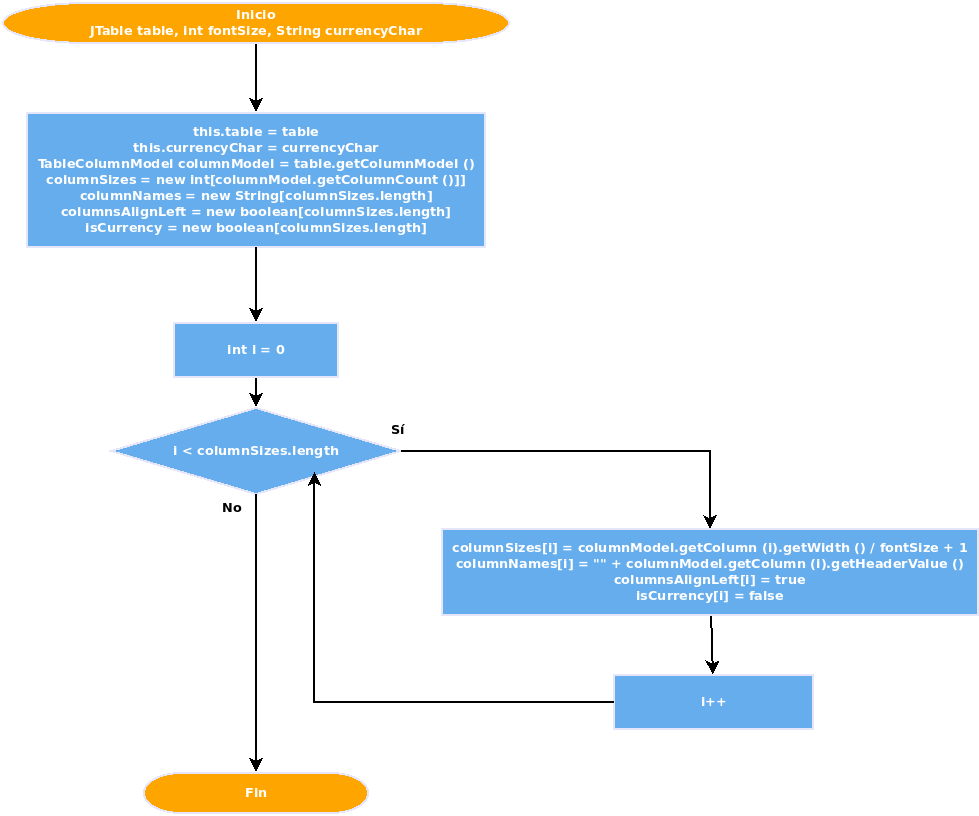 Inicio
JTable table, int fontSize, String currencyChar
this.table = table
this.currencyChar = currencyChar
TableColumnModel columnModel = table.getColumnModel ()
columnSizes = new int[columnModel.getColumnCount ()]]
columnNames = new String[columnSizes.length]
columnsAlignLeft = new boolean[columnSizes.length]
isCurrency = new boolean[columnSizes.length]
int i = 0
i < columnSizes.length
Sí
No
columnSizes[i] = columnModel.getColumn (i).getWidth () / fontSize + 1
columnNames[i] = "" + columnModel.getColumn (i).getHeaderValue ()
columnsAlignLeft[i] = true
isCurrency[i] = false
i++
Fin